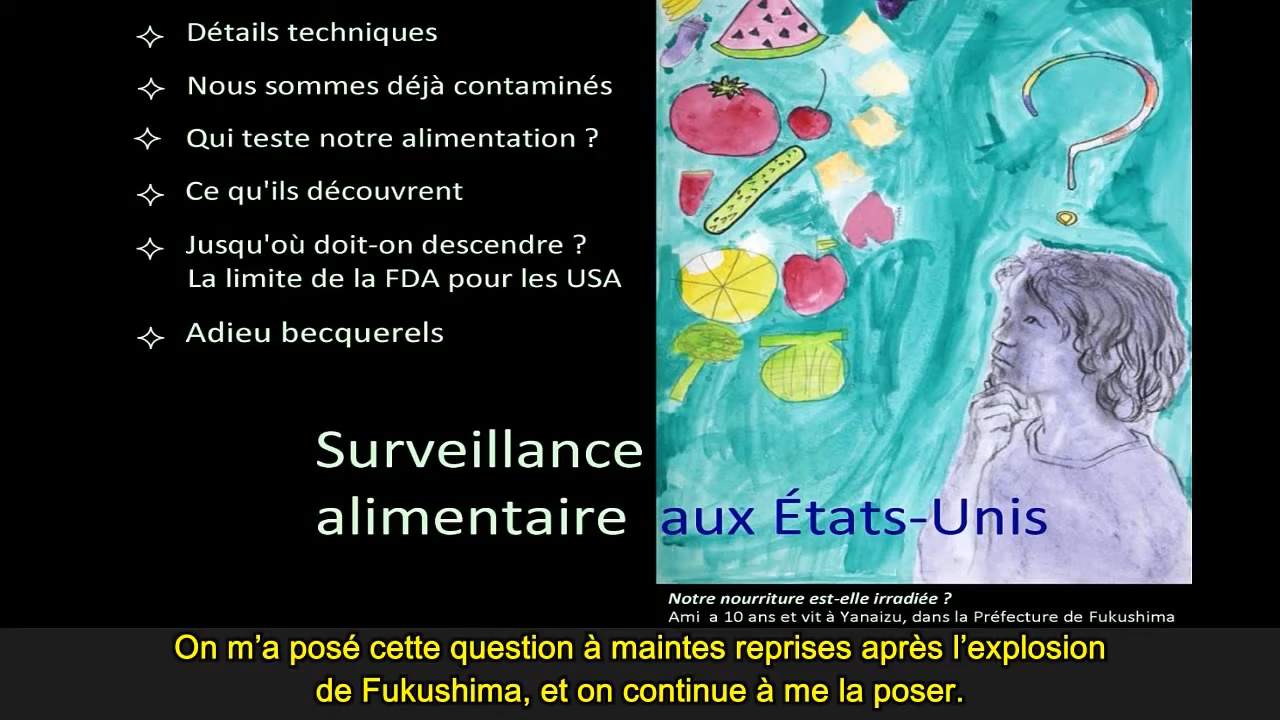 Détails techniques
Nous sommes déjà contaminés
Qui teste notre alimentation ?
Ce qu'ils découvrent
Jusqu'où doit-on descendre ?
La limite de la FDA pour les USA
Adieu becquerels
Surveillance
alimentaire aux États-Unis
Notre nourriture est-elle irradiée ?
Ami a 10 ans et vit à Yanaizu, dans la Préfecture de Fukushima
On m’a posé cette question à maintes reprises après l’explosion
de Fukushima, et on continue à me la poser.